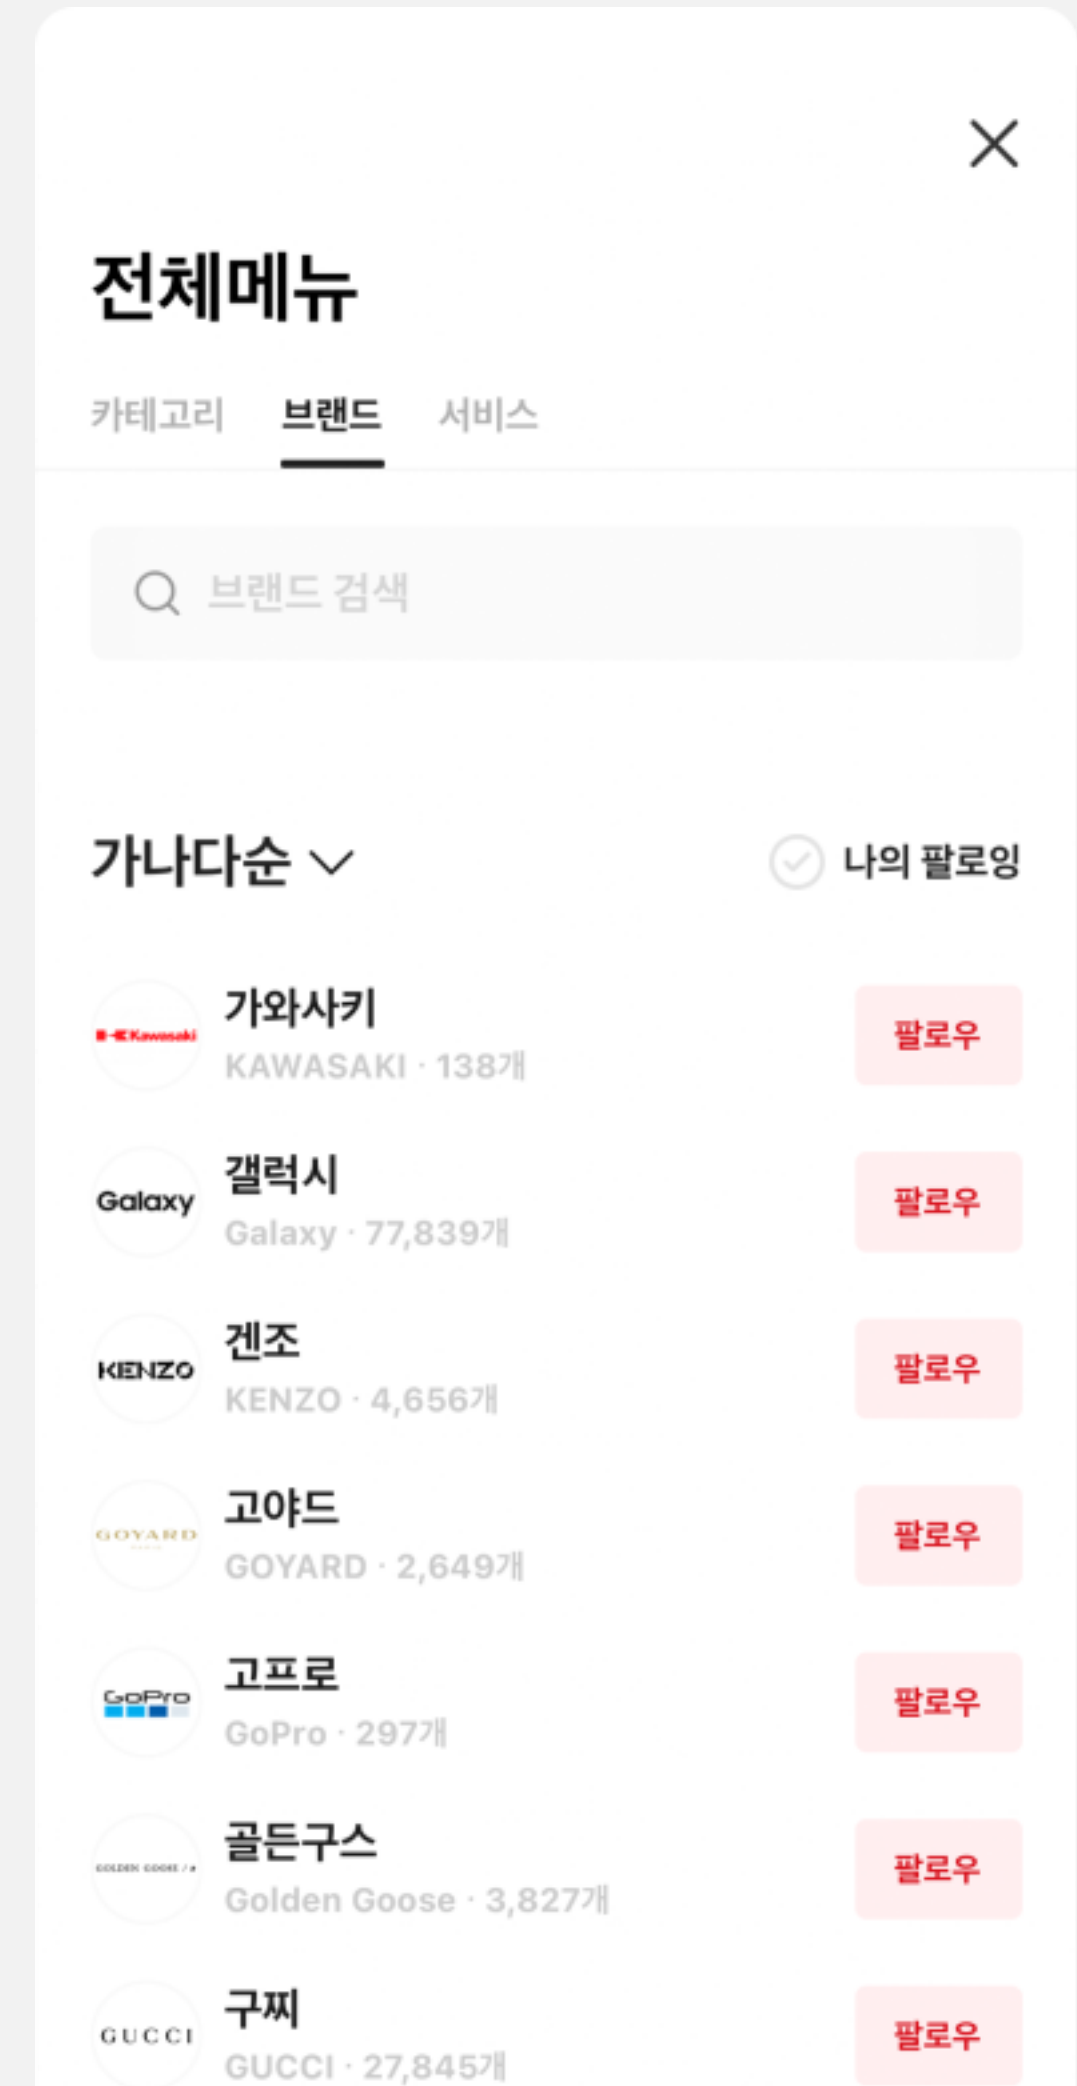 전체메뉴
카테고리 브랜드 서비스
브랜드 검색
가나다순 나의 팔로잉
Kawasaki
가와사키
KAWASAKI · 138개
팔로우
Galaxy
갤럭시
Galaxy · 77,839개
팔로우
KENZO
겐조
KENZO · 4,656개
팔로우
GOYARD
고야드
GOYARD · 2,649개
팔로우
GoPro
고프로
GoPro · 297개
팔로우
GOLDEN GOOSE
골든구스
Golden Goose · 3,827개
팔로우
GUCCI
구찌
GUCCI · 27,845개
팔로우